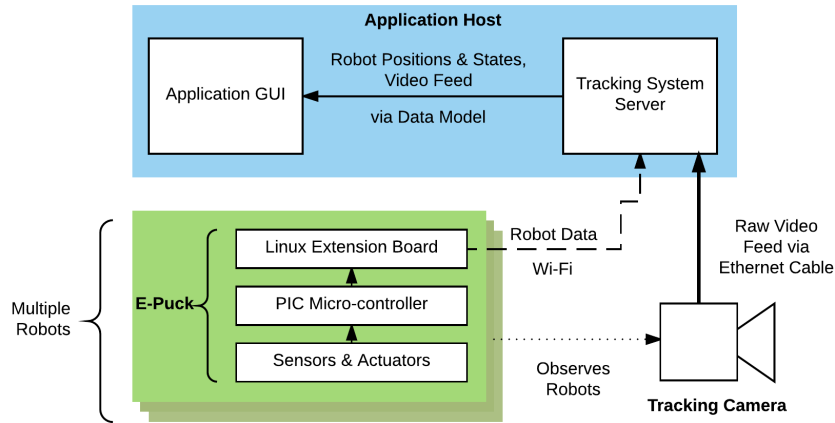 Application Host
Application GUI
Robot Positions & States,
Video Feed
via Data Model
Tracking System
Server
Multiple
Robots
E-Puck
Linux Extension Board
PIC Micro-controller
Sensors & Actuators
Robot Data
Wi-Fi
Observes
Robots
Raw Video
Feed via
Ethernet Cable
Tracking Camera